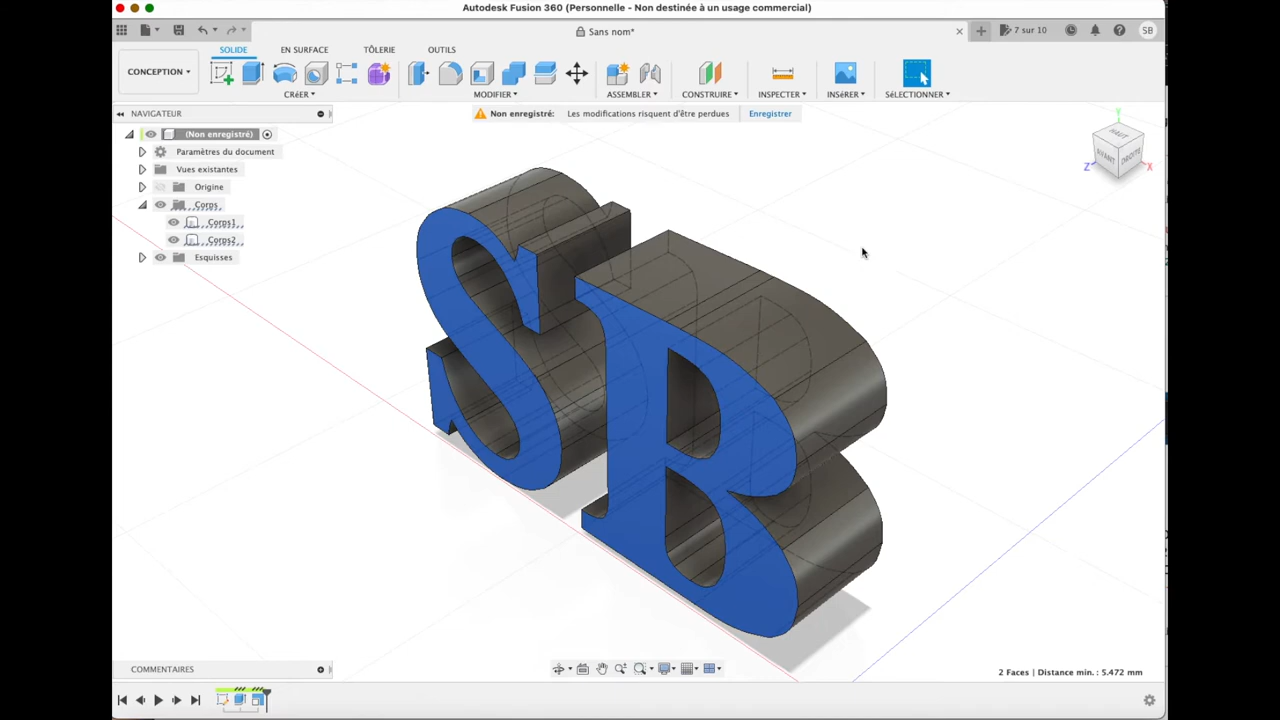 Autodesk Fusion 360 (Personnelle - Non destinée à un usage commercial)
Sans nom*
7 sur 10
SB
SOLIDE
EN SURFACE
TÔLERIE
OUTILS
CONCEPTION
CRÉER
MODIFIER
ASSEMBLER
CONSTRUIRE
INSPECTER
INSÉRER
SÉLECTIONNER
NAVIGATEUR
Non enregistré: Les modifications risquent d'être perdues Enregistrer
(Non enregistré)
Paramètres du document
Vues existantes
Origine
Corps
Corps1
Corps2
Esquisses
Y
HAUT
AVANT
DROITE
Z
X
SB
COMMENTAIRES
2 Faces | Distance min. : 5.472 mm